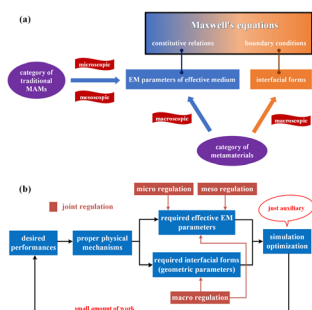 (a)
Maxwell's equations
constitutive relations
boundary conditions
category of
traditional
MAMs
microscopic
mesoscopic
EM parameters of effective medium
interfacial forms
macroscopic
macroscopic
category of
metamaterials
(b)
micro regulation
meso regulation
joint regulation
just auxiliary
desired
performances
proper physical
mechanisms
required effective EM
parameters
required interfacial forms
(geometric parameters)
simulation
optimization
macro regulation
small amount of work